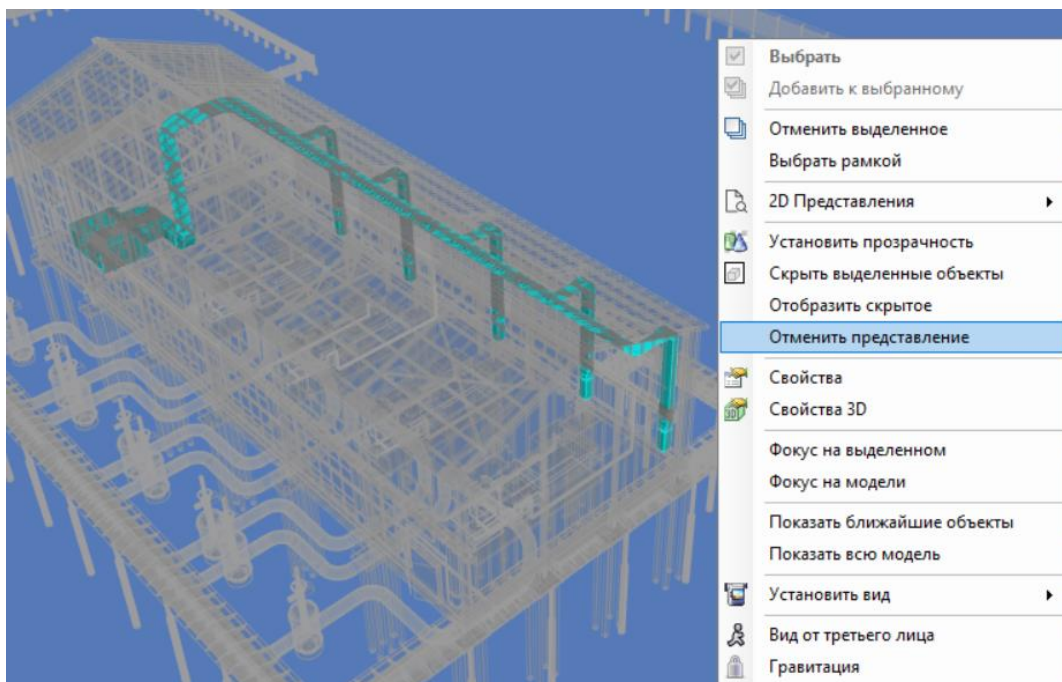 Выбрать
Добавить к выбранному
Отменить выделенное
Выбрать рамкой
2D Представления
Установить прозрачность
Скрыть выделенные объекты
Отобразить скрытое
Отменить представление
Свойства
Свойства 3D
Фокус на выделенном
Фокус на модели
Показать ближайшие объекты
Показать всю модель
Установить вид
Вид от третьего лица
Гравитация